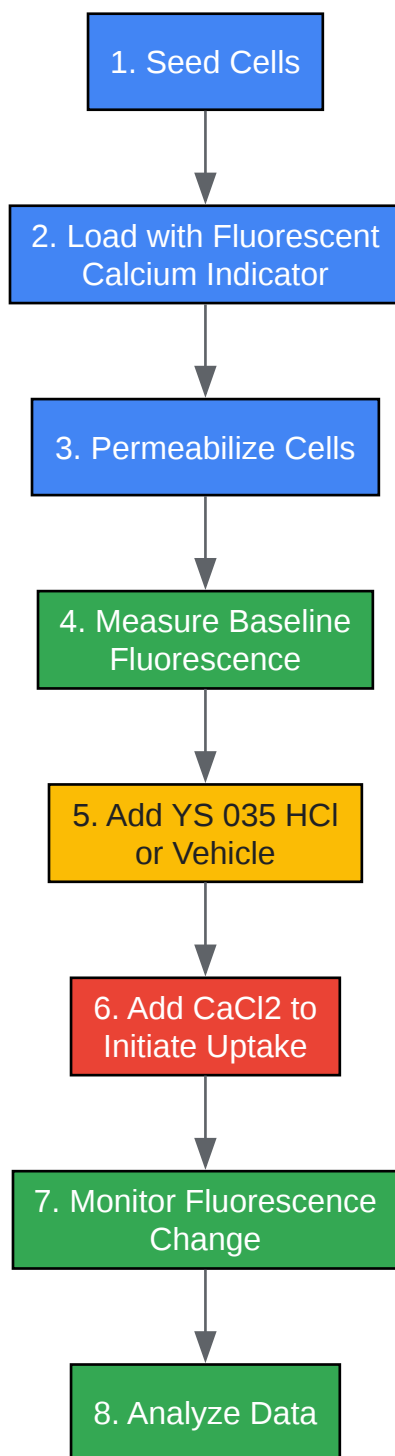 1. Seed Cells
2. Load with Fluorescent
Calcium Indicator
3. Permeabilize Cells
4. Measure Baseline
Fluorescence
5. Add YS 035 HCl
or Vehicle
6. Add CaCl2 to
Initiate Uptake
7. Monitor Fluorescence
Change
8. Analyze Data